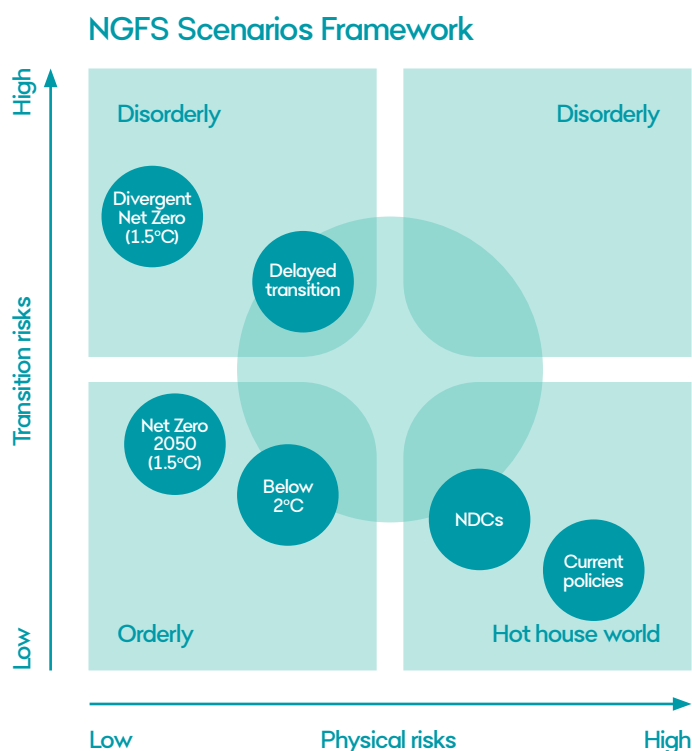 NGFS Scenarios Framework
High
Transition risks
Low
Disorderly
Disorderly
Divergent
Net Zero
(1.5°C)
Delayed
transition
Net Zero
2050
(1.5°C)
Below
2°C
NDCs
Current
policies
Orderly
Hot house world
Low
Physical risks
High